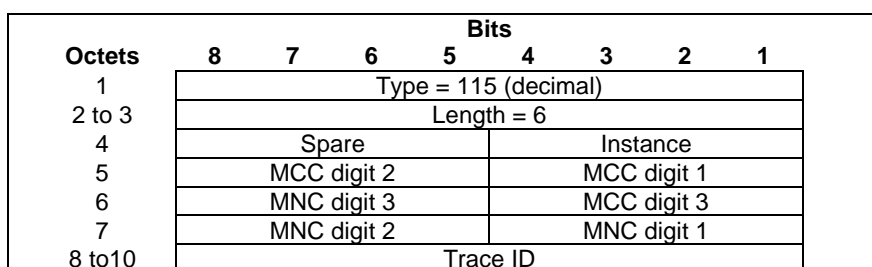 Bits
Octets 8 7 6 5 4 3 2 1
1 Type = 115 (decimal)
2 to 3 Length = 6
4 Spare Instance
5 MCC digit 2 MCC digit 1
6 MNC digit 3 MCC digit 3
7 MNC digit 2 MNC digit 1
8 to10 Trace ID